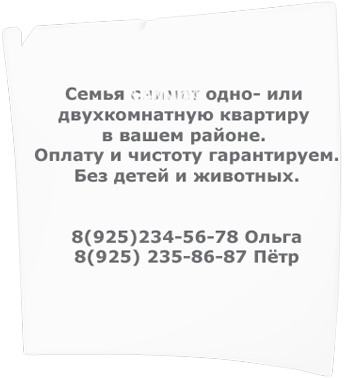 Семья снимет одно- или
двухкомнатную квартиру
в вашем районе.
Оплату и чистоту гарантируем.
Без детей и животных.
8(925)234-56-78 Ольга
8(925) 235-86-87 Пётр